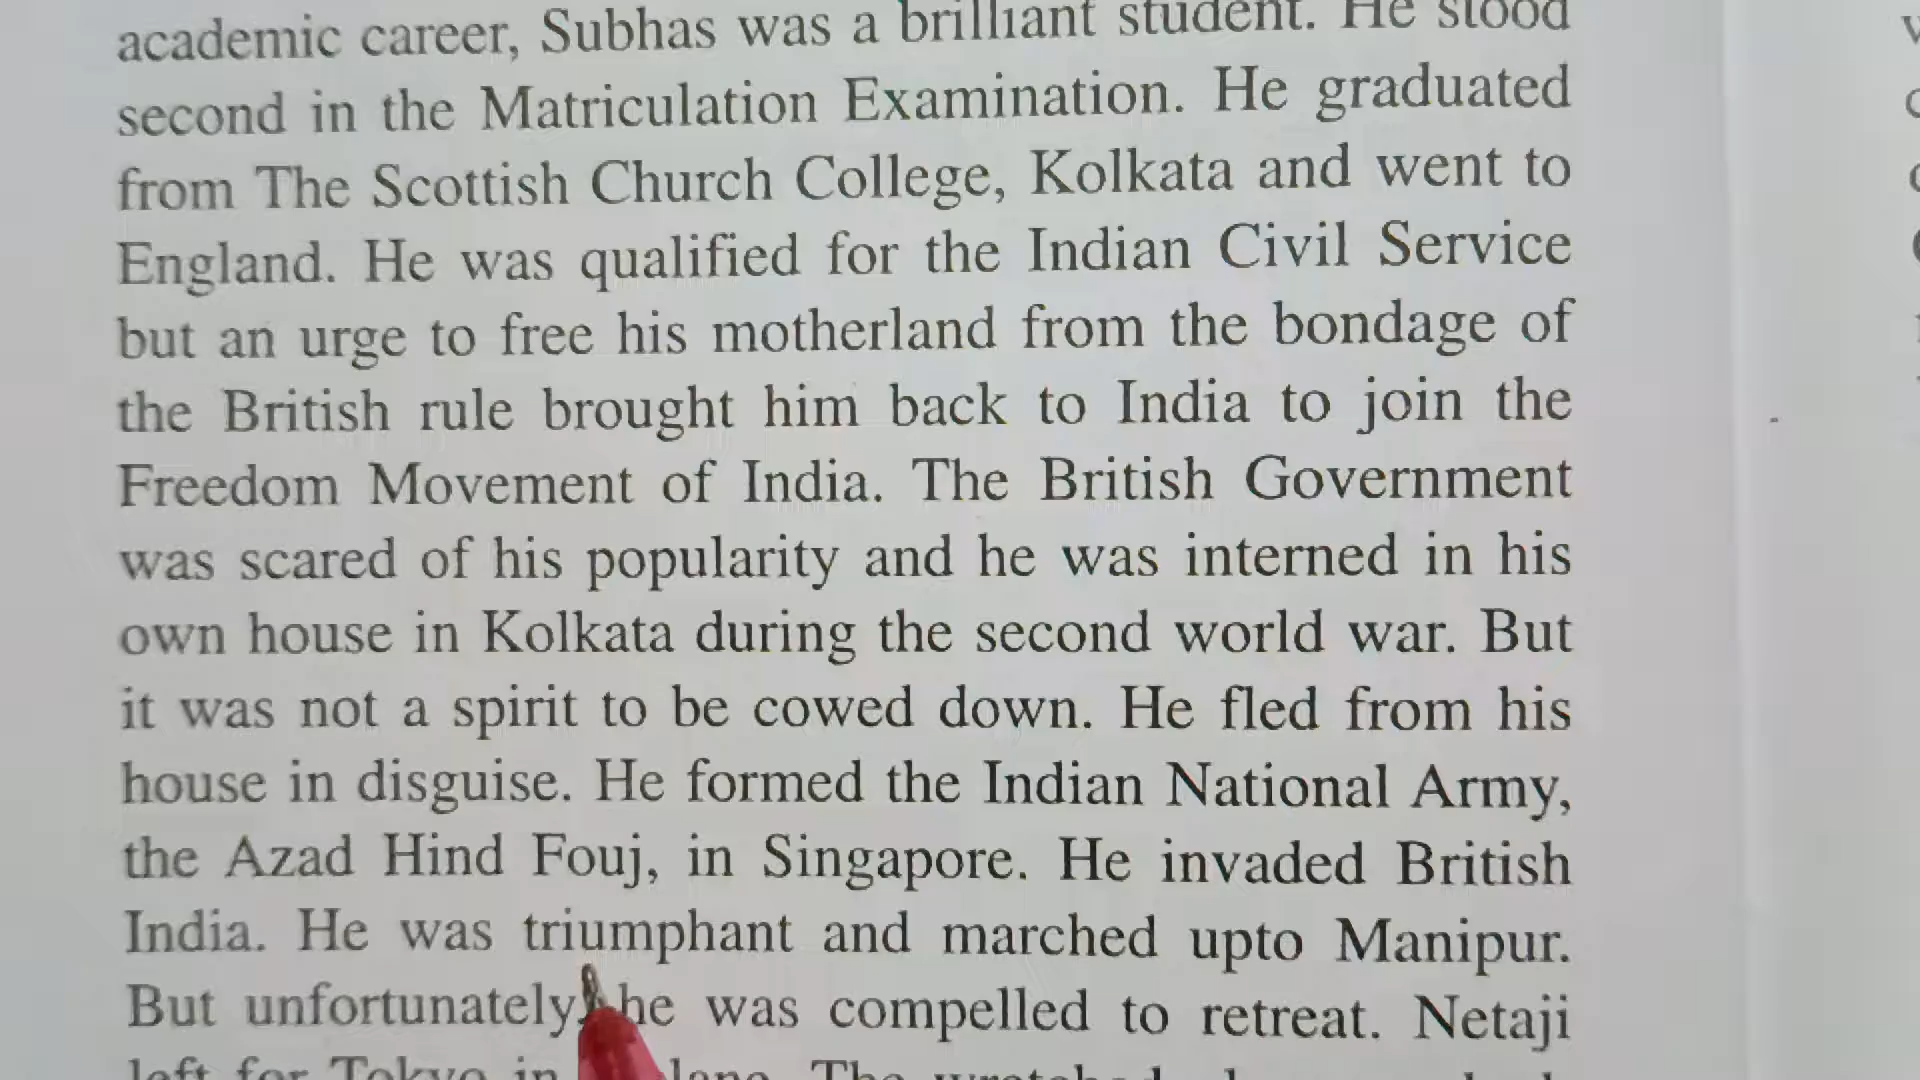 academic career, Subhas was a brilliant student. He stood
second in the Matriculation Examination. He graduated
from The Scottish Church College, Kolkata and went to
England. He was qualified for the Indian Civil Service
but an urge to free his motherland from the bondage of
the British rule brought him back to India to join the
Freedom Movement of India. The British Government
was scared of his popularity and he was interned in his
own house in Kolkata during the second world war. But
it was not a spirit to be cowed down. He fled from his
house in disguise. He formed the Indian National Army,
the Azad Hind Fouj, in Singapore. He invaded British
India. He was triumphant and marched upto Manipur.
But unfortunately, he was compelled to retreat. Netaji
left for Tokyo in The